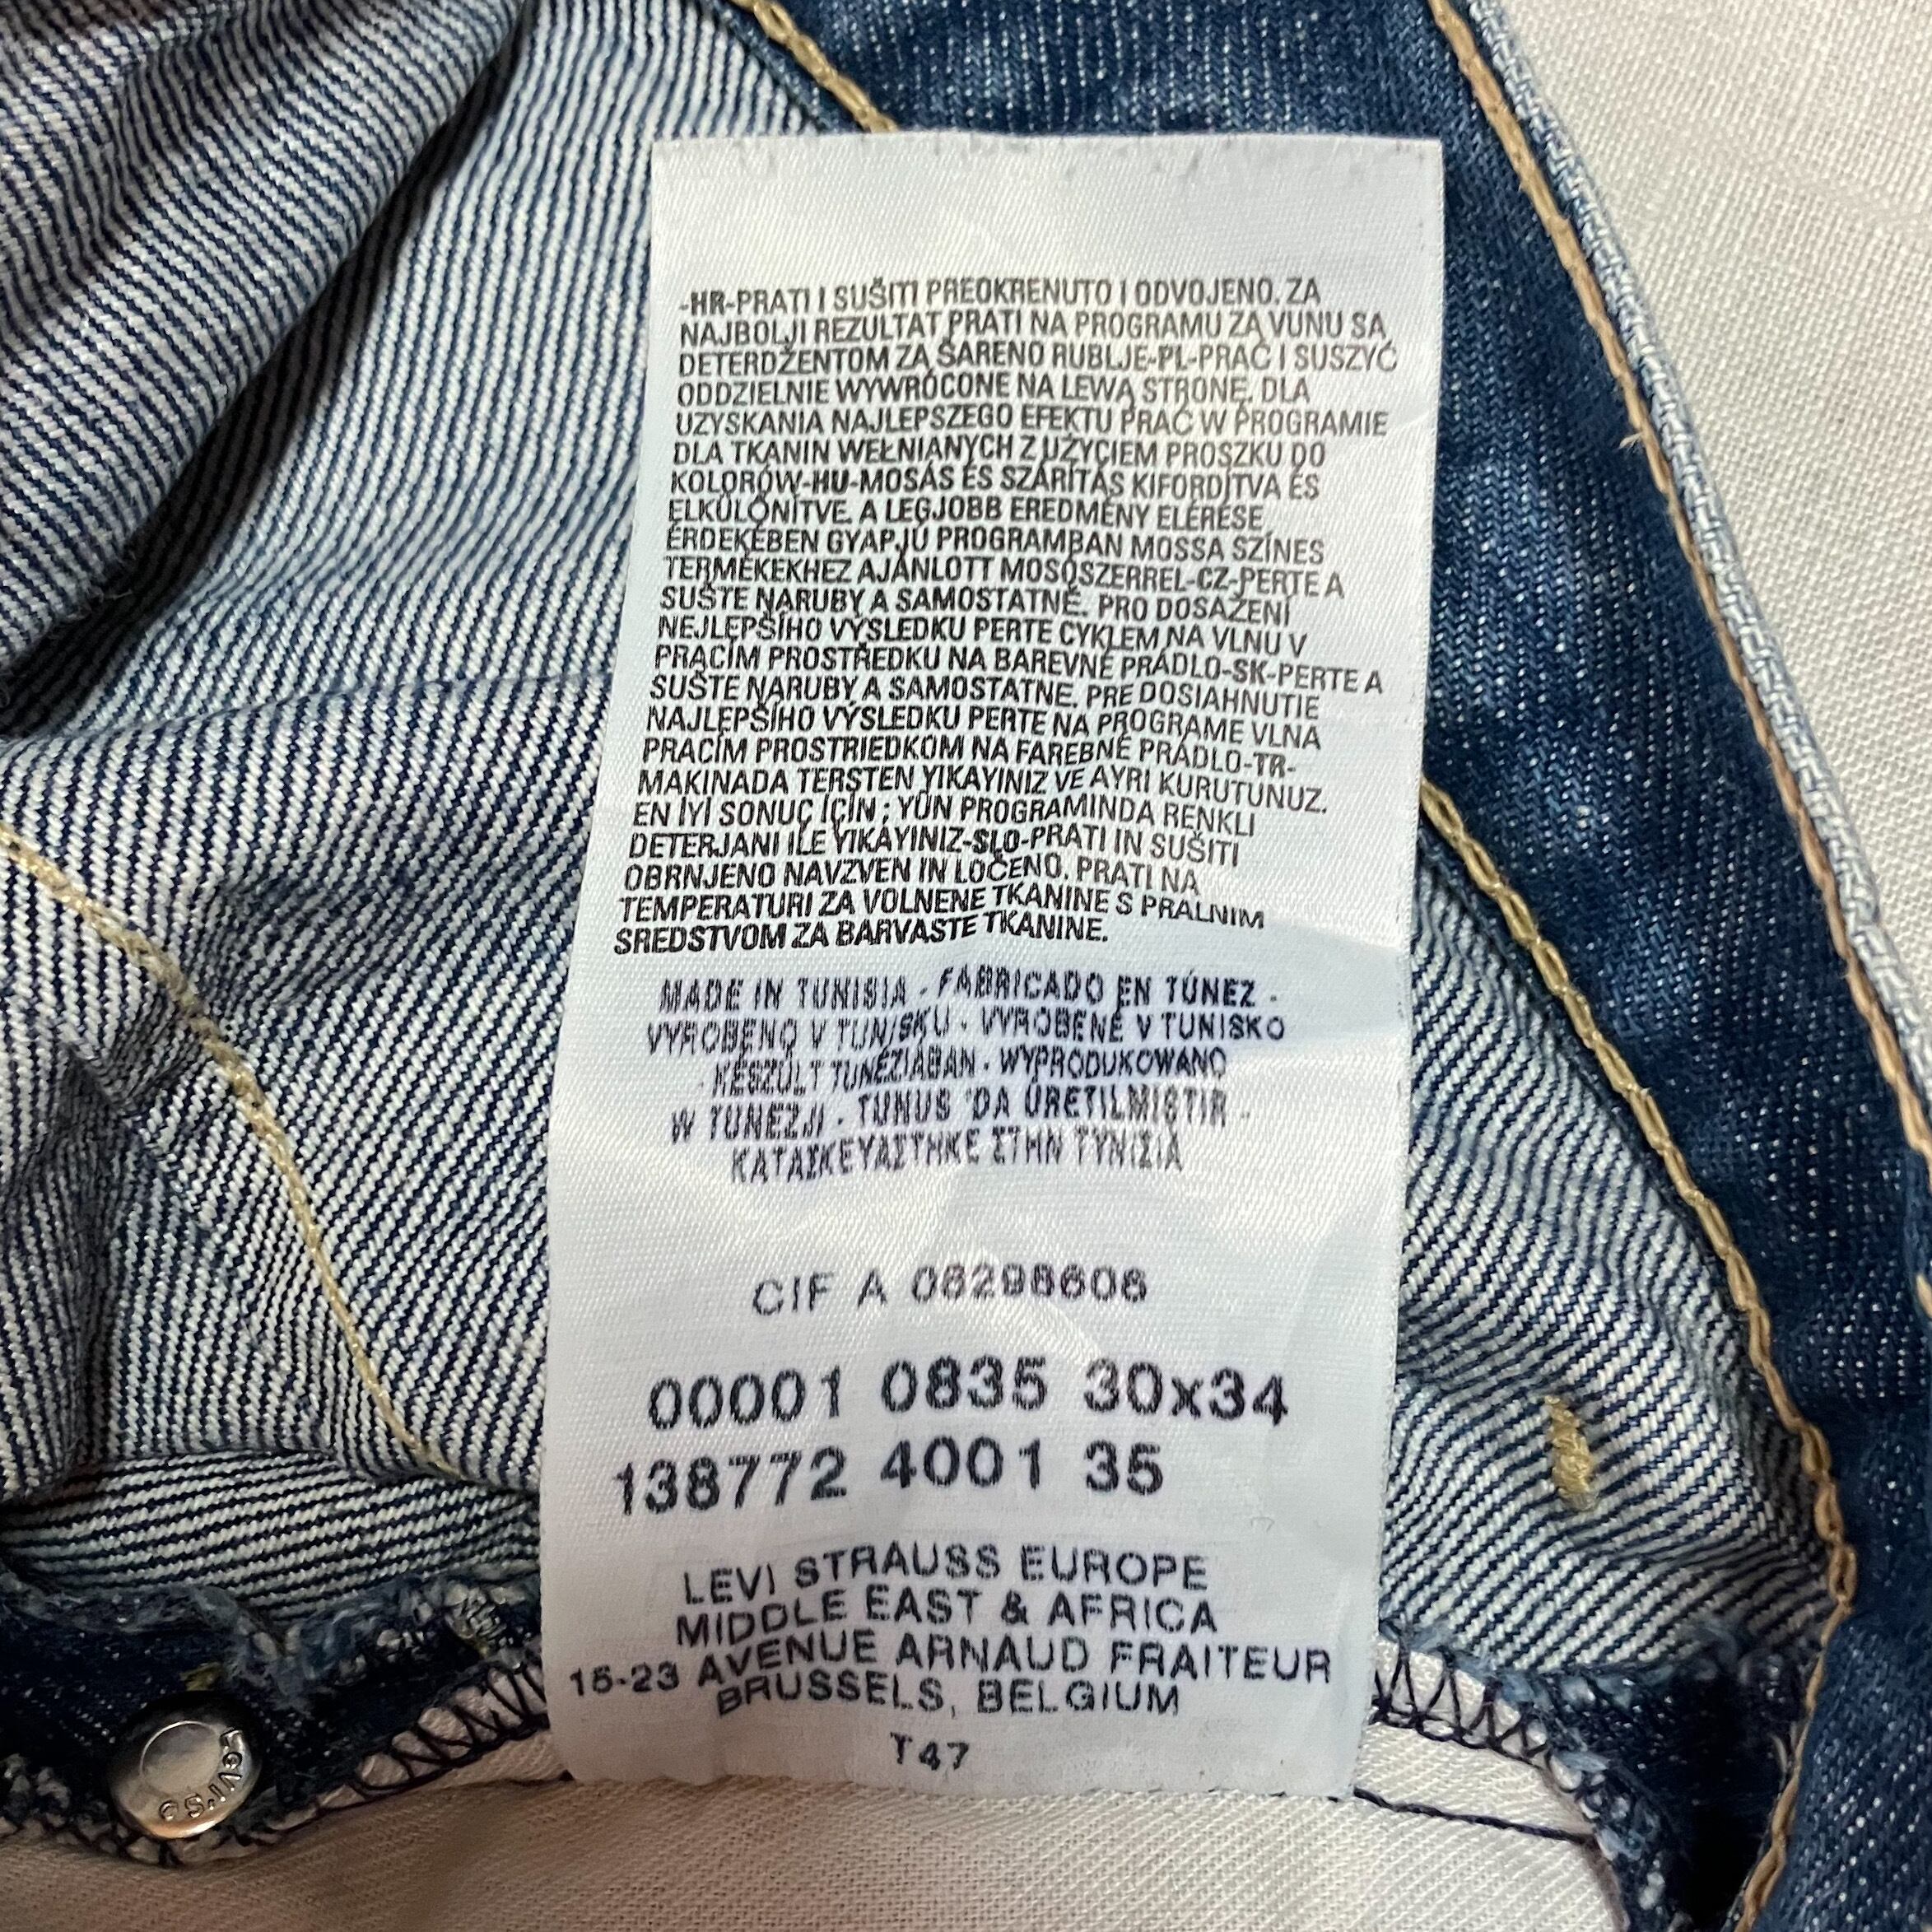 -HR-PRATI I SUŠITI PREOKRENUTO I ODVOJENO. ZA
NAJBOLJI REZULTAT PRATI NA PROGRAMU ZA VUNU SA
DETERDŽENTOM ZA ŠARENO RUBLJE-PL-PRAĆ I SUSZYĆ
ODDZIELNIE WYWRÓCONE NA LEWĄ STRONĘ. DLA
UZYSKANIA NAJLEPSZEGO EFEKTU PRAĆ W PROGRAMIE
DLA TKANIN WEŁNIANYCH Z UŻYCIEM PROSZKU DO
KOLORÓW-HU-MOSÁS ÉS SZÁRÍTÁS KIFORDÍTVA ÉS
ELKÜLÖNÍTVE. A LEGJOBB EREDMÉNY ELÉRÉSE
ÉRDEKÉBEN GYAPJÚ PROGRAMBAN MOSSA SZÍNES
TERMÉKEKHEZ AJÁNLOTT MOSÓSZERREL-CZ-PERTE A
SUŠTE NARUBY A SAMOSTATNĚ. PRO DOSAŽENÍ
NEJLEPŠÍHO VÝSLEDKU PERTE CYKLEM NA VLNU V
PRACÍM PROSTŘEDKU NA BAREVNÉ PRÁDLO-SK-PERTE A
SUŠTE NARUBY A SAMOSTATNE. PRE DOSIAHNUTIE
NAJLEPŠÍHO VÝSLEDKU PERTE NA PROGRAME VLNA
PRACÍM PROSTRIEDKOM NA FAREBNÉ PRÁDLO-TR-
MAKINADA TERSTEN YIKAYINIZ VE AYRI KURUTUNUZ.
EN İYİ SONUÇ İÇİN ; YÜN PROGRAMINDA RENKLI
DETERJANI ILE YIKAYINIZ-SLO-PRATI IN SUŠITI
OBRNJENO NAVZVEN IN LOČENO. PRATI NA
TEMPERATURI ZA VOLNENE TKANINE S PRALNIM
SREDSTVOM ZA BARVASTE TKANINE.
MADE IN TUNISIA - FABRICADO EN TÚNEZ -
VYROBENO V TUNISKU - VYROBENÉ V TUNISKO
- KÉSZÜLT TUNÉZIÁBAN - WYPRODUKOWANO
W TUNEZJI - TUNUS 'DA ÜRETILMISTIR -
ΚΑΤΑΣΚΕΥΑΣΤΗΚΕ ΣΤΗΝ ΤΥΝΙΣΙΑ
CIF A 08298608
00001 0835 30x34
138772 4001 35
LEVI STRAUSS EUROPE
MIDDLE EAST & AFRICA
15-23 AVENUE ARNAUD FRAITEUR
BRUSSELS, BELGIUM
T47
LEVI'S©